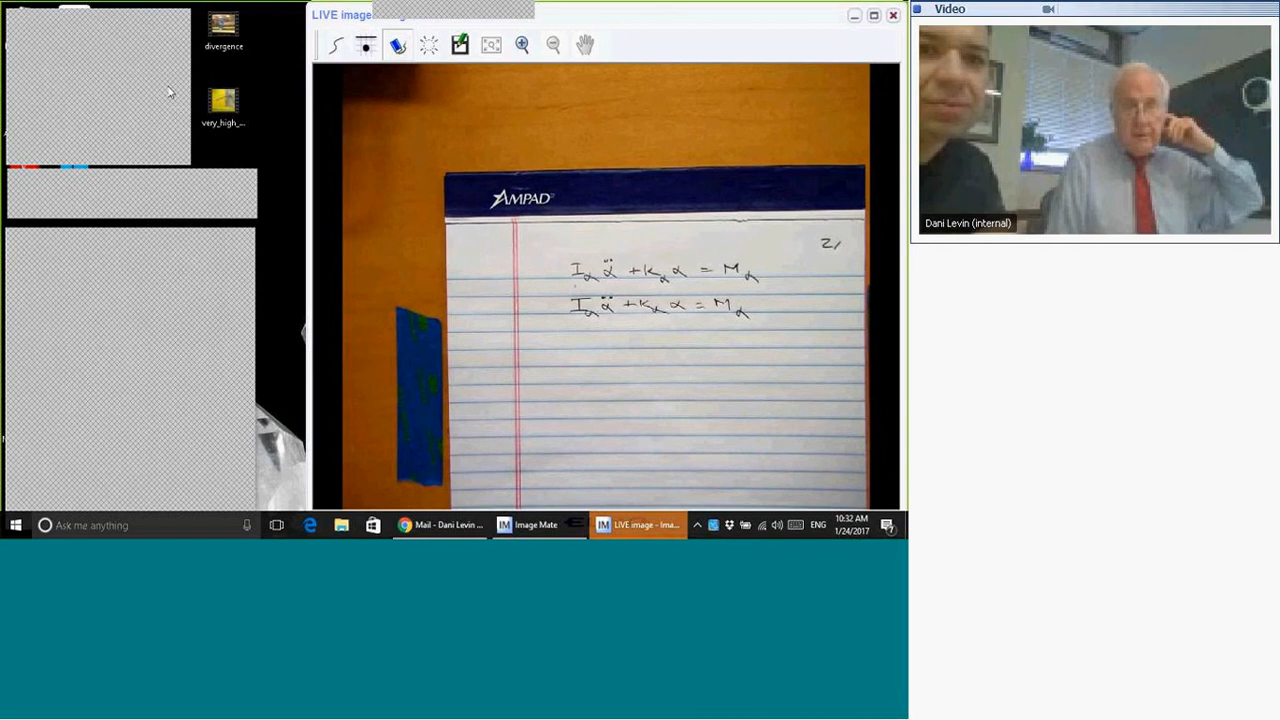 LIVE image
divergence
very_high_...
AMPAD
2/
I_α α̈ + K_α α = M_α
I_α α̈ + K_α α = M_α
Ask me anything
Mail - Dani Levin ...
Image Mate
LIVE image - Ima...
ENG
10:32 AM
1/24/2017
7
Video
Dani Levin (internal)